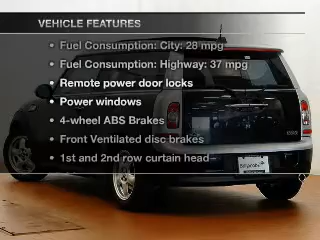 VEHICLE FEATURES
• Fuel Consumption: City: 28 mpg
• Fuel Consumption: Highway: 37 mpg
• Remote power door locks
• Power windows
• 4-wheel ABS Brakes
• Front Ventilated disc brakes
• 1st and 2nd row curtain head